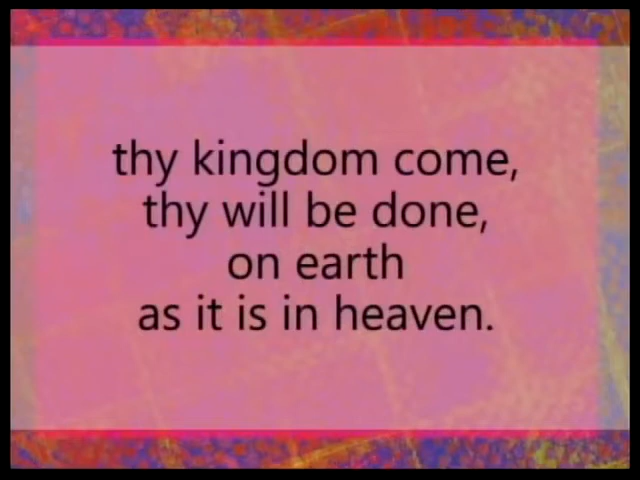 thy kingdom come,
thy will be done,
on earth
as it is in heaven.